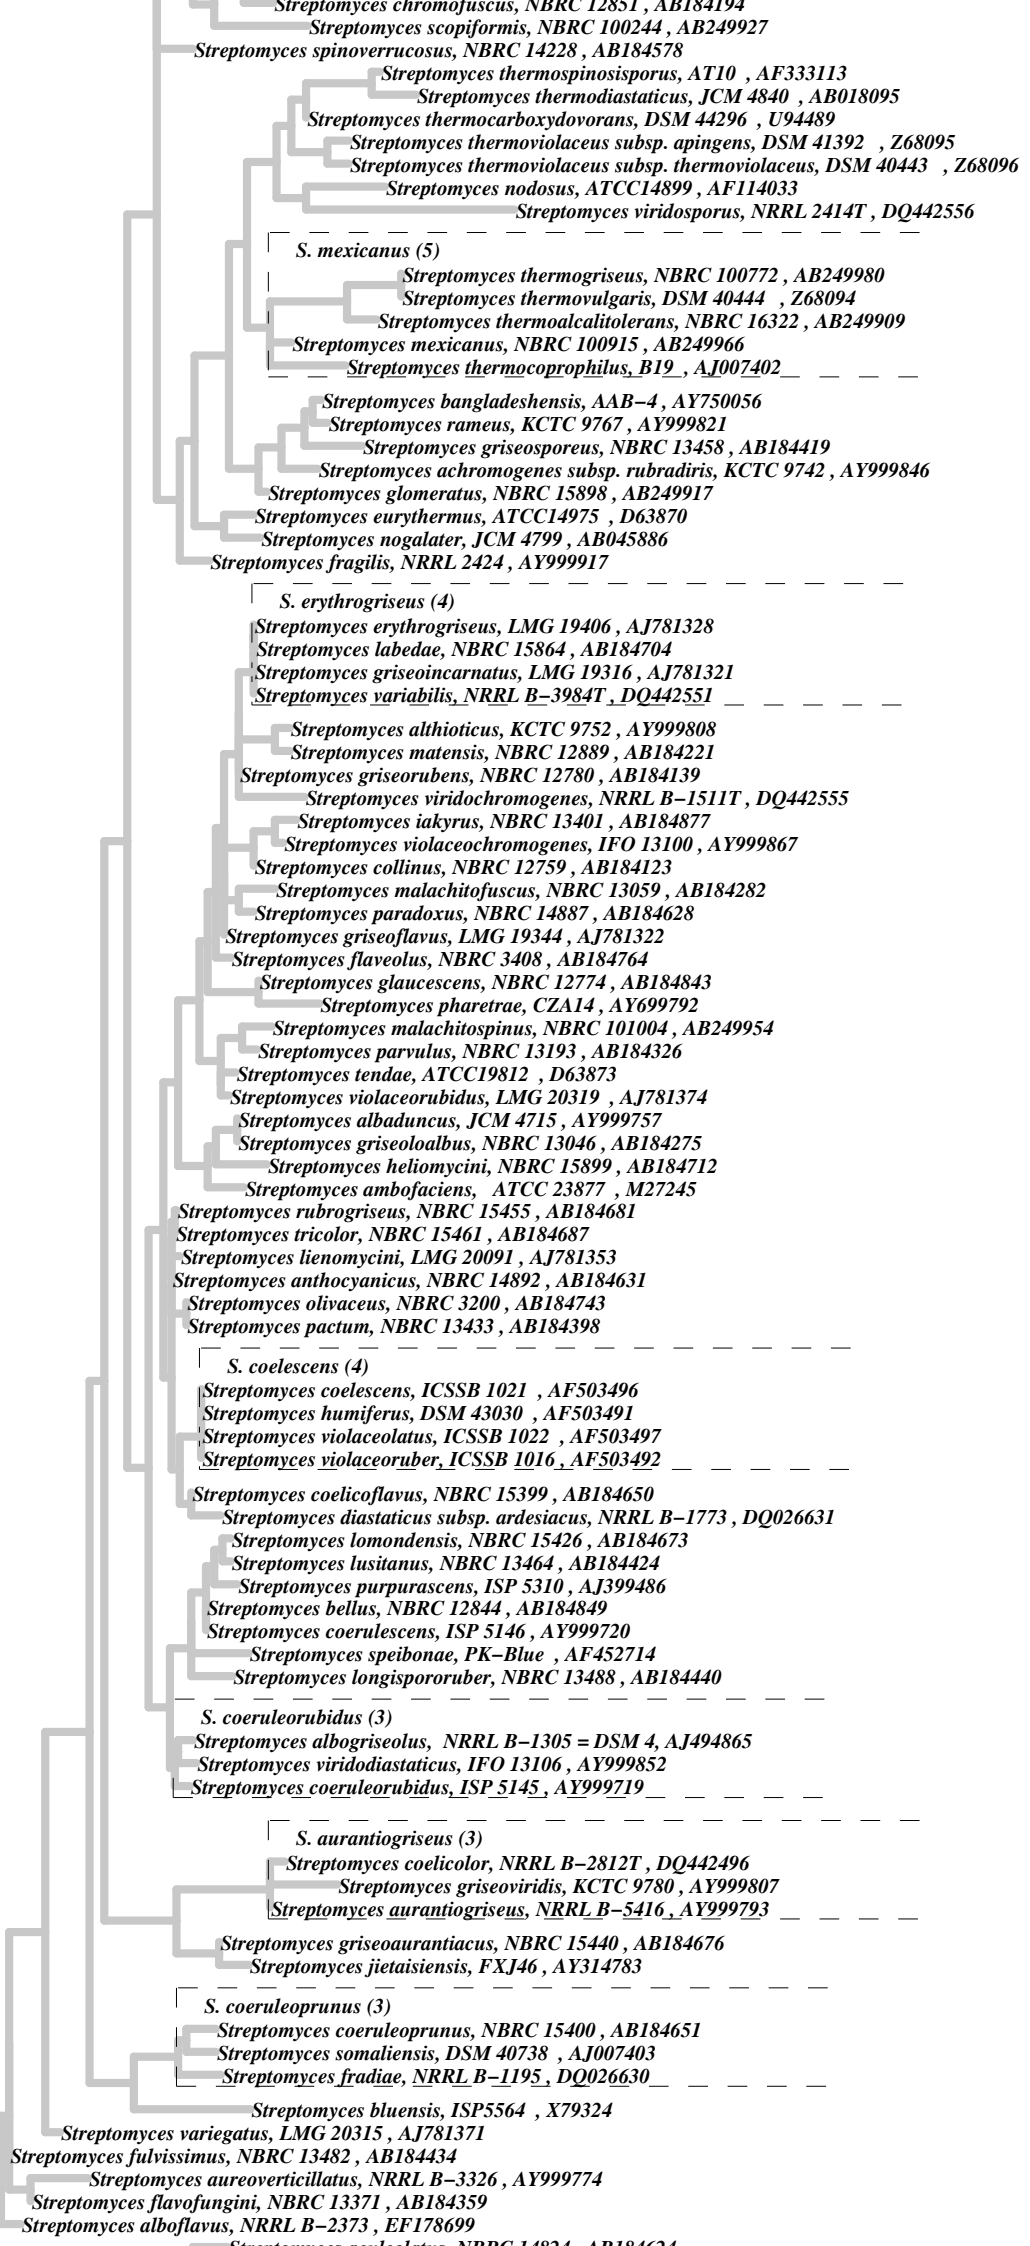 Streptomyces chromofuscus, NBRC 12851 , AB184194
Streptomyces scopiformis, NBRC 100244 , AB249927
Streptomyces spinoverrucosus, NBRC 14228 , AB184578
Streptomyces thermospinosisporus, AT10 , AF333113
Streptomyces thermodiastaticus, JCM 4840 , AB018095
Streptomyces thermocarboxydovorans, DSM 44296 , U94489
Streptomyces thermoviolaceus subsp. apingens, DSM 41392 , Z68095
Streptomyces thermoviolaceus subsp. thermoviolaceus, DSM 40443 , Z68096
Streptomyces nodosus, ATCC14899 , AF114033
Streptomyces viridosporus, NRRL 2414T , DQ442556
S. mexicanus (5)
Streptomyces thermogriseus, NBRC 100772 , AB249980
Streptomyces thermovulgaris, DSM 40444 , Z68094
Streptomyces thermoalcalitolerans, NBRC 16322 , AB249909
Streptomyces mexicanus, NBRC 100915 , AB249966
Streptomyces thermocoprophilus, B19 , AJ007402
Streptomyces bangladeshensis, AAB−4 , AY750056
Streptomyces rameus, KCTC 9767 , AY999821
Streptomyces griseosporeus, NBRC 13458 , AB184419
Streptomyces achromogenes subsp. rubradiris, KCTC 9742 , AY999846
Streptomyces glomeratus, NBRC 15898 , AB249917
Streptomyces eurythermus, ATCC14975 , D63870
Streptomyces nogalater, JCM 4799 , AB045886
Streptomyces fragilis, NRRL 2424 , AY999917
S. erythrogriseus (4)
Streptomyces erythrogriseus, LMG 19406 , AJ781328
Streptomyces labedae, NBRC 15864 , AB184704
Streptomyces griseoincarnatus, LMG 19316 , AJ781321
Streptomyces variabilis, NRRL B−3984T , DQ442551
Streptomyces althioticus, KCTC 9752 , AY999808
Streptomyces matensis, NBRC 12889 , AB184221
Streptomyces griseorubens, NBRC 12780 , AB184139
Streptomyces viridochromogenes, NRRL B−1511T , DQ442555
Streptomyces iakyrus, NBRC 13401 , AB184877
Streptomyces violaceochromogenes, IFO 13100 , AY999867
Streptomyces collinus, NBRC 12759 , AB184123
Streptomyces malachitofuscus, NBRC 13059 , AB184282
Streptomyces paradoxus, NBRC 14887 , AB184628
Streptomyces griseoflavus, LMG 19344 , AJ781322
Streptomyces flaveolus, NBRC 3408 , AB184764
Streptomyces glaucescens, NBRC 12774 , AB184843
Streptomyces pharetrae, CZA14 , AY699792
Streptomyces malachitospinus, NBRC 101004 , AB249954
Streptomyces parvulus, NBRC 13193 , AB184326
Streptomyces tendae, ATCC19812 , D63873
Streptomyces violaceorubidus, LMG 20319 , AJ781374
Streptomyces albaduncus, JCM 4715 , AY999757
Streptomyces griseoloalbus, NBRC 13046 , AB184275
Streptomyces heliomycini, NBRC 15899 , AB184712
Streptomyces ambofaciens, ATCC 23877 , M27245
Streptomyces rubrogriseus, NBRC 15455 , AB184681
Streptomyces tricolor, NBRC 15461 , AB184687
Streptomyces lienomycini, LMG 20091 , AJ781353
Streptomyces anthocyanicus, NBRC 14892 , AB184631
Streptomyces olivaceus, NBRC 3200 , AB184743
Streptomyces pactum, NBRC 13433 , AB184398
S. coelescens (4)
Streptomyces coelescens, ICSSB 1021 , AF503496
Streptomyces humiferus, DSM 43030 , AF503491
Streptomyces violaceolatus, ICSSB 1022 , AF503497
Streptomyces violaceoruber, ICSSB 1016 , AF503492
Streptomyces coelicoflavus, NBRC 15399 , AB184650
Streptomyces diastaticus subsp. ardesiacus, NRRL B−1773 , DQ026631
Streptomyces lomondensis, NBRC 15426 , AB184673
Streptomyces lusitanus, NBRC 13464 , AB184424
Streptomyces purpurascens, ISP 5310 , AJ399486
Streptomyces bellus, NBRC 12844 , AB184849
Streptomyces coerulescens, ISP 5146 , AY999720
Streptomyces speibonae, PK−Blue , AF452714
Streptomyces longispororuber, NBRC 13488 , AB184440
S. coeruleorubidus (3)
Streptomyces albogriseolus, NRRL B−1305 = DSM 4, AJ494865
Streptomyces viridodiastaticus, IFO 13106 , AY999852
Streptomyces coeruleorubidus, ISP 5145 , AY999719
S. aurantiogriseus (3)
Streptomyces coelicolor, NRRL B−2812T , DQ442496
Streptomyces griseoviridis, KCTC 9780 , AY999807
Streptomyces aurantiogriseus, NRRL B−5416 , AY999793
Streptomyces griseoaurantiacus, NBRC 15440 , AB184676
Streptomyces jietaisiensis, FXJ46 , AY314783
S. coeruleoprunus (3)
Streptomyces coeruleoprunus, NBRC 15400 , AB184651
Streptomyces somaliensis, DSM 40738 , AJ007403
Streptomyces fradiae, NRRL B−1195 , DQ026630
Streptomyces bluensis, ISP5564 , X79324
Streptomyces variegatus, LMG 20315 , AJ781371
Streptomyces fulvissimus, NBRC 13482 , AB184434
Streptomyces aureoverticillatus, NRRL B−3326 , AY999774
Streptomyces flavofungini, NBRC 13371 , AB184359
Streptomyces alboflavus, NRRL B−2373 , EF178699